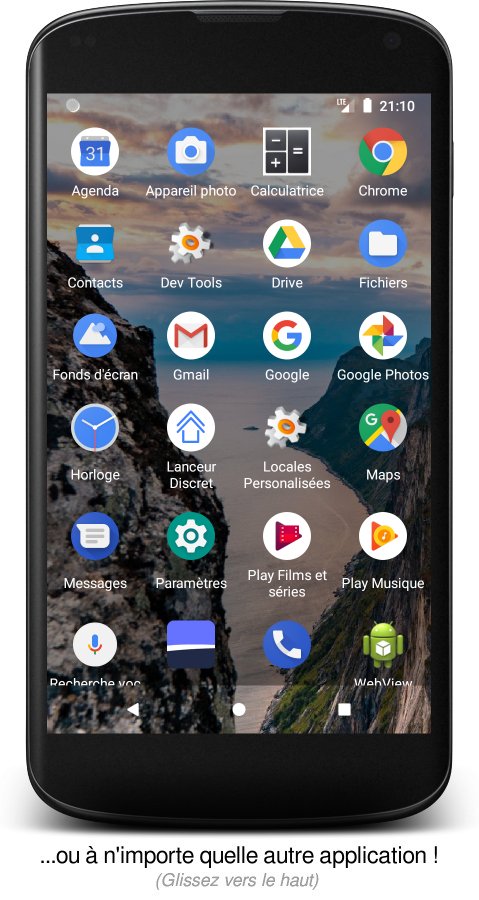 LTE 21:10
31
Agenda Appareil photo Calculatrice Chrome
Contacts Dev Tools Drive Fichiers
Fonds d'écran Gmail Google Google Photos
G
Horloge Lanceur Locales Maps
Discret Personalisées
Messages Paramètres Play Films et Play Musique
séries
Recherche voc WebView
...ou à n'importe quelle autre application !
(Glissez vers le haut)